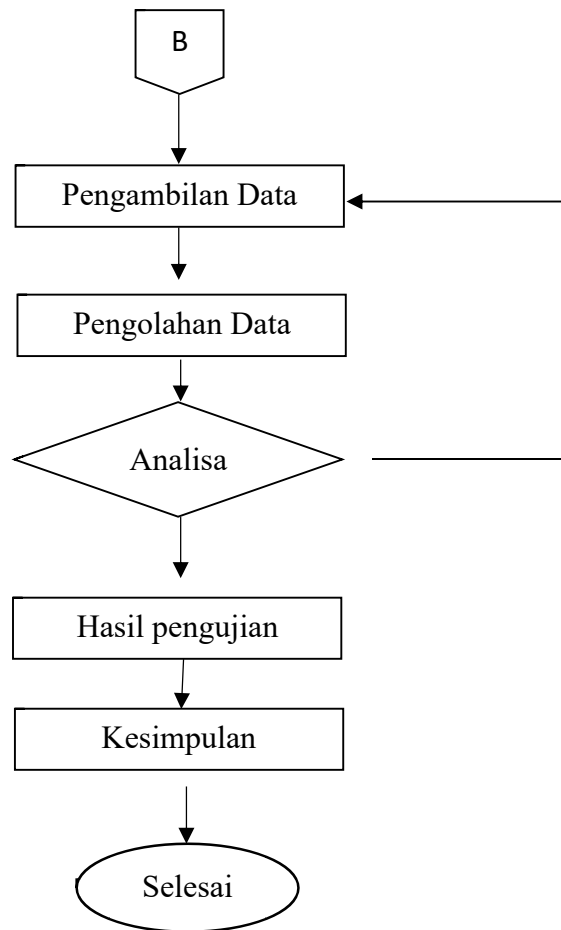 B
Pengambilan Data
Pengolahan Data
Analisa
Hasil pengujian
Kesimpulan
Selesai